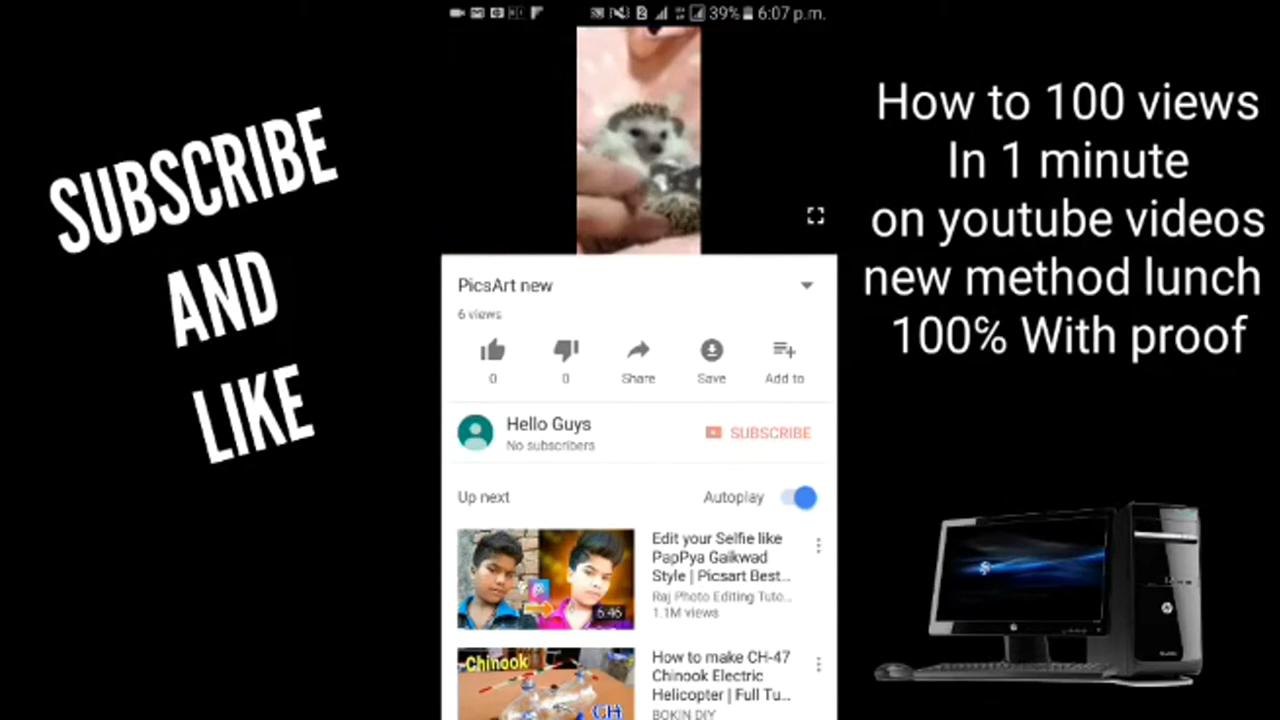 SUBSCRIBE
AND
LIKE
39% 6:07 p.m.
PicsArt new
6 views
0
0
Share
Save
Add to
Hello Guys
No subscribers
SUBSCRIBE
Up next
Autoplay
Edit your Selfie like
PapPya Gaikwad
Style | Picsart Best...
Raj Photo Editing Tuto...
1.1M views
6:46
Chinook
CH
How to make CH-47
Chinook Electric
Helicopter | Full Tu...
BOKIN DIY
How to 100 views
In 1 minute
on youtube videos
new method lunch
100℅ With proof